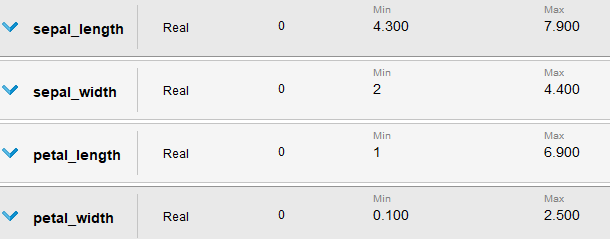 Min Max
sepal_length Real 0 4.300 7.900
Min Max
sepal_width Real 0 2 4.400
Min Max
petal_length Real 0 1 6.900
Min Max
petal_width Real 0 0.100 2.500